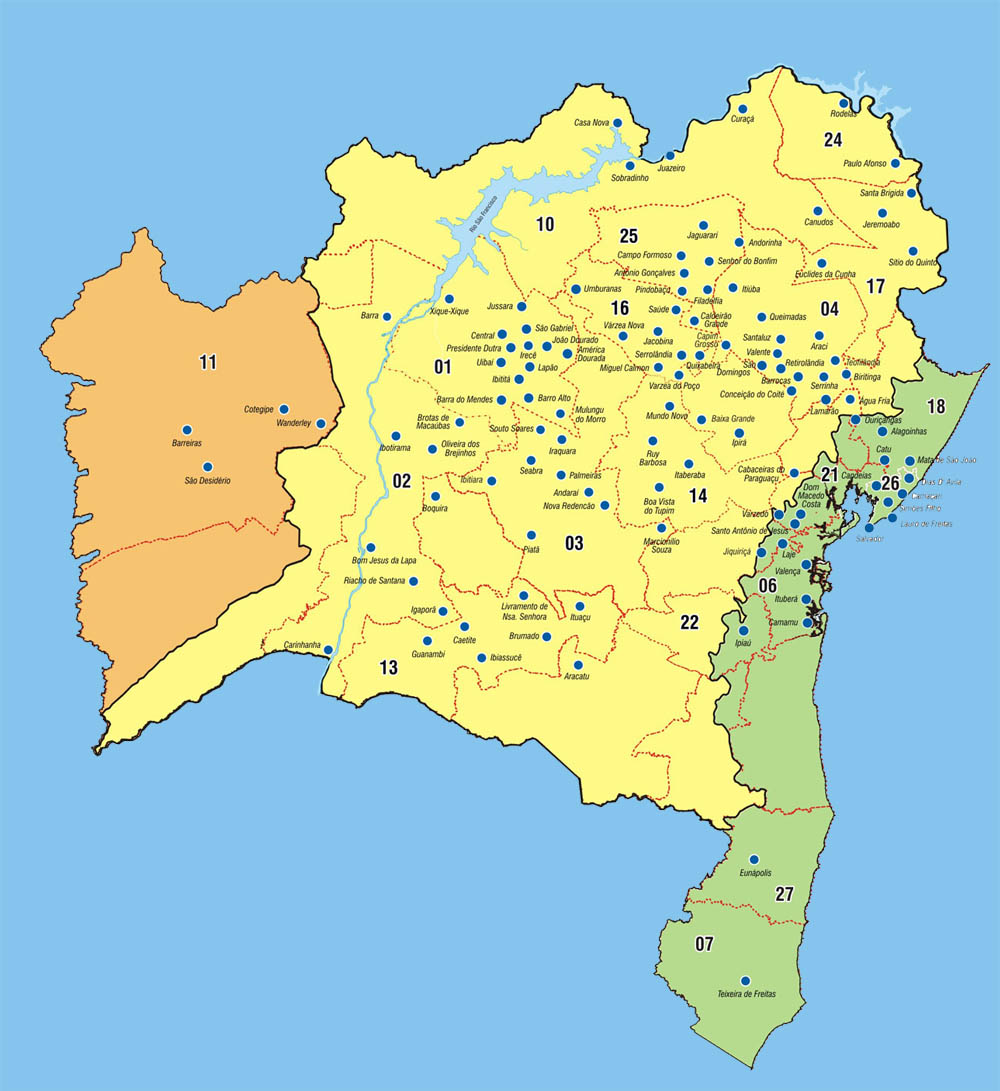 Casa Nova
Curaçá
Rodelas
24
Juazeiro
Sobradinho
Paulo Afonso
Santa Brigida
Rio São Francisco
10
25
Jaguarari
Canudos
Jeremoabo
Andorinha
Campo Formoso
Senhor do Bonfim
Sítio do Quinto
Antônio Gonçalves
Euclides da Cunha
17
Umburanas
Pindobaçú
Filadelfia
Itiúba
Xique-Xique
Jussara
16
Saúde
Caldeirão
Grande
04
Barra
Queimadas
Várzea Nova
Central
São Gabriel
Jacobina
Capim
Grosso
Santaluz
Araci
João Dourado
Presidente Dutra
Irecê
América
Dourada
Serrolândia
Valente
Uibaí
Lapão
Miguel Calmon
Quixabeira
São
Domingos
Retirolândia
Teofilândia
01
11
Ibititá
Várzea do Poço
Barrocas
Serrinha
Biritinga
Conceição do Coité
Barra do Mendes
Barro Alto
Lamarão
Água Fria
18
Cotegipe
Wanderley
Mulungu
do Morro
Mundo Novo
Baixa Grande
Ouriçangas
Brotas de
Macaúbas
Souto Soares
Ipirá
Alagoinhas
Barreiras
Ibotirama
Oliveira dos
Brejinhos
Iraquara
Ruy
Barbosa
Catu
Mata de São João
São Desidério
Seabra
Itaberaba
Cabaceiras do
Paraguaçu
21
Candeias
26
Dias D'Ávila
Camaçari
02
Ibitiara
Palmeiras
Andaraí
Nova Redencão
Boa Vista
do Tupim
14
Dom
Macedo
Costa
Simões Filho
Boquira
Varzedo
Lauro de Freitas
Salvador
Santo Antônio de Jesus
Piatã
03
Marcionílio
Souza
Bom Jesus da Lapa
Jiquiriçá
Laje
Valença
Riacho de Santana
06
Igaporã
Livramento de
Nsa. Senhora
Ituaçu
Ituberá
22
Camamu
Caetite
Brumado
Ipiaú
Carinhanha
Guanambi
Ibiassucê
13
Aracatu
Eunápolis
27
07
Teixeira de Freitas